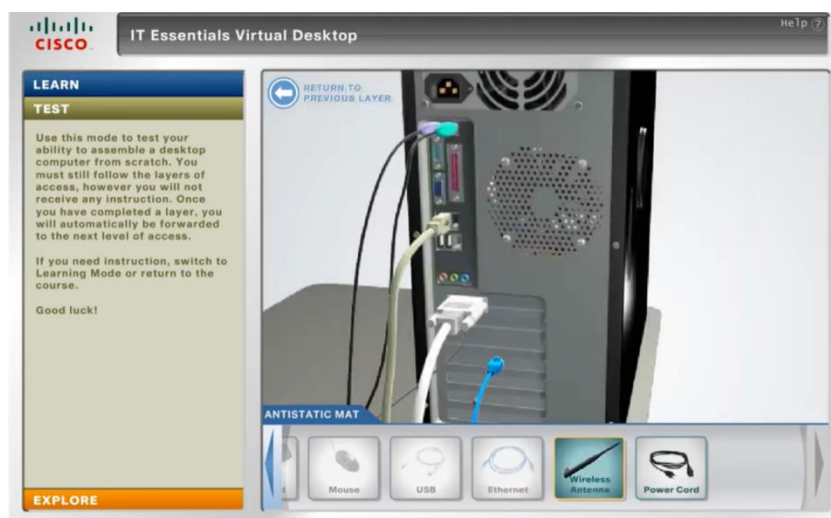 CISCO
IT Essentials Virtual Desktop
Help ?
LEARN
TEST
Use this mode to test your
ability to assemble a desktop
computer from scratch. You
must still follow the layers of
access, however you will not
receive any instruction. Once
you have completed a layer, you
will automatically be forwarded
to the next level of access.
If you need instruction, switch to
Learning Mode or return to the
course.
Good luck!
EXPLORE
RETURN TO
PREVIOUS LAYER
ANTISTATIC MAT
Mouse
USB
Ethernet
Wireless
Antenna
Power Cord